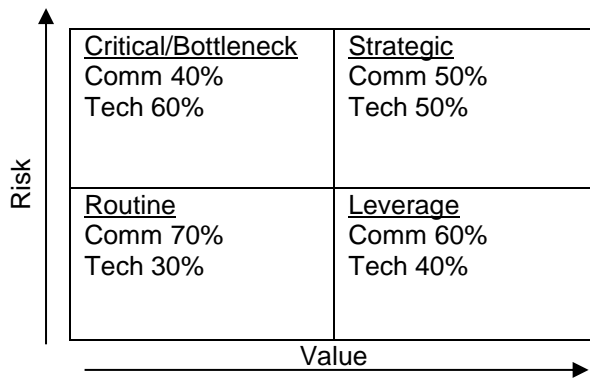 Critical/Bottleneck
Comm 40%
Tech 60%
Strategic
Comm 50%
Tech 50%
Risk
Routine
Comm 70%
Tech 30%
Leverage
Comm 60%
Tech 40%
Value